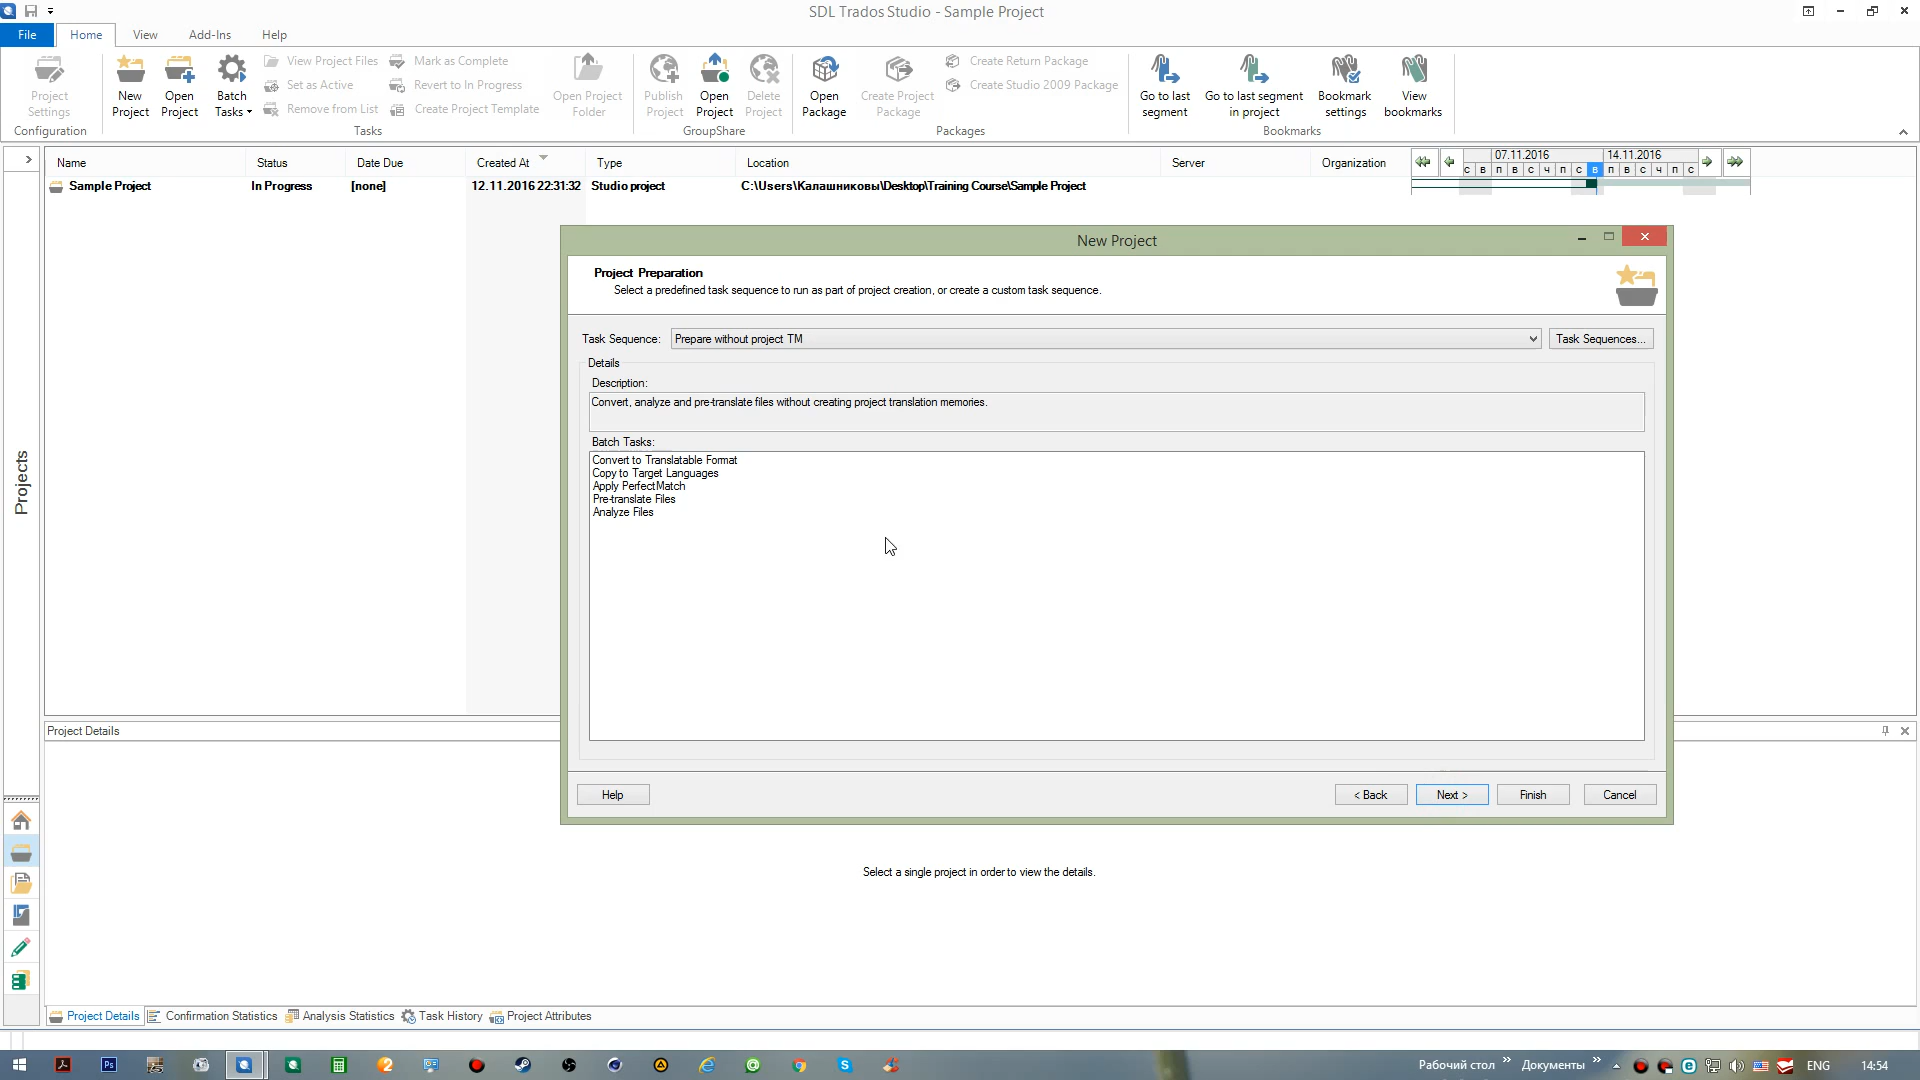 SDL Trados Studio - Sample Project
File
Home
View
Add-Ins
Help
Project Settings
Configuration
New Project
Open Project
Batch Tasks
View Project Files
Set as Active
Remove from List
Mark as Complete
Revert to In Progress
Create Project Template
Open Project Folder
Tasks
Publish Project
Open Project
Delete Project
GroupShare
Open Package
Create Project Package
Create Return Package
Create Studio 2009 Package
Packages
Go to last segment
Go to last segment in project
Bookmark settings
View bookmarks
Bookmarks
Projects
Name Status Date Due Created At Type Location Server Organization
07.11.2016 14.11.2016
С В П В С Ч П С В П В С Ч П С
Sample Project In Progress [none] 12.11.2016 22:31:32 Studio project C:\Users\Калашниковы\Desktop\Training Course\Sample Project
New Project
Project Preparation
Select a predefined task sequence to run as part of project creation, or create a custom task sequence.
Task Sequence: Prepare without project TM Task Sequences...
Details
Description:
Convert, analyze and pre-translate files without creating project translation memories.
Batch Tasks:
Convert to Translatable Format
Copy to Target Languages
Apply PerfectMatch
Pre-translate Files
Analyze Files
Help < Back Next > Finish Cancel
Project Details
Select a single project in order to view the details.
Project Details Confirmation Statistics Analysis Statistics Task History Project Attributes
Ps
2
Рабочий стол » Документы » ENG 14:54